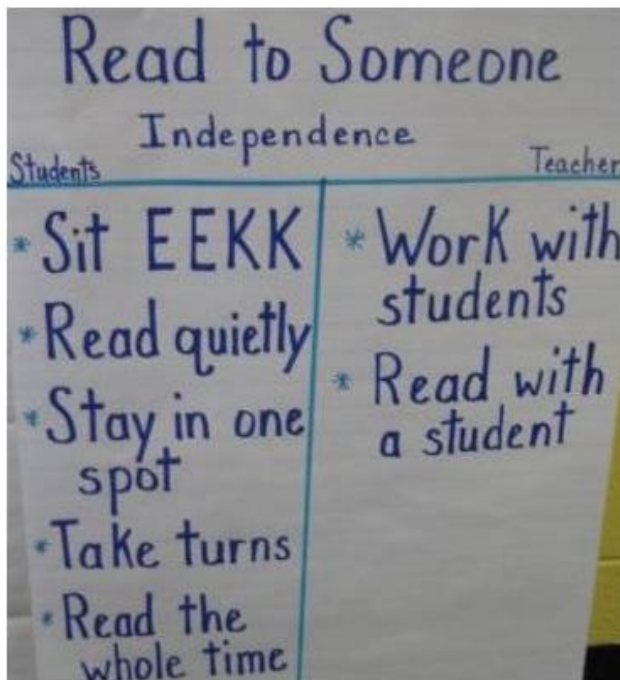 Read to Someone
Independence
Students
Teacher
* Sit EEKK
* Read quietly
* Stay in one
spot
* Take turns
* Read the
whole time
* Work with
students
* Read with
a student